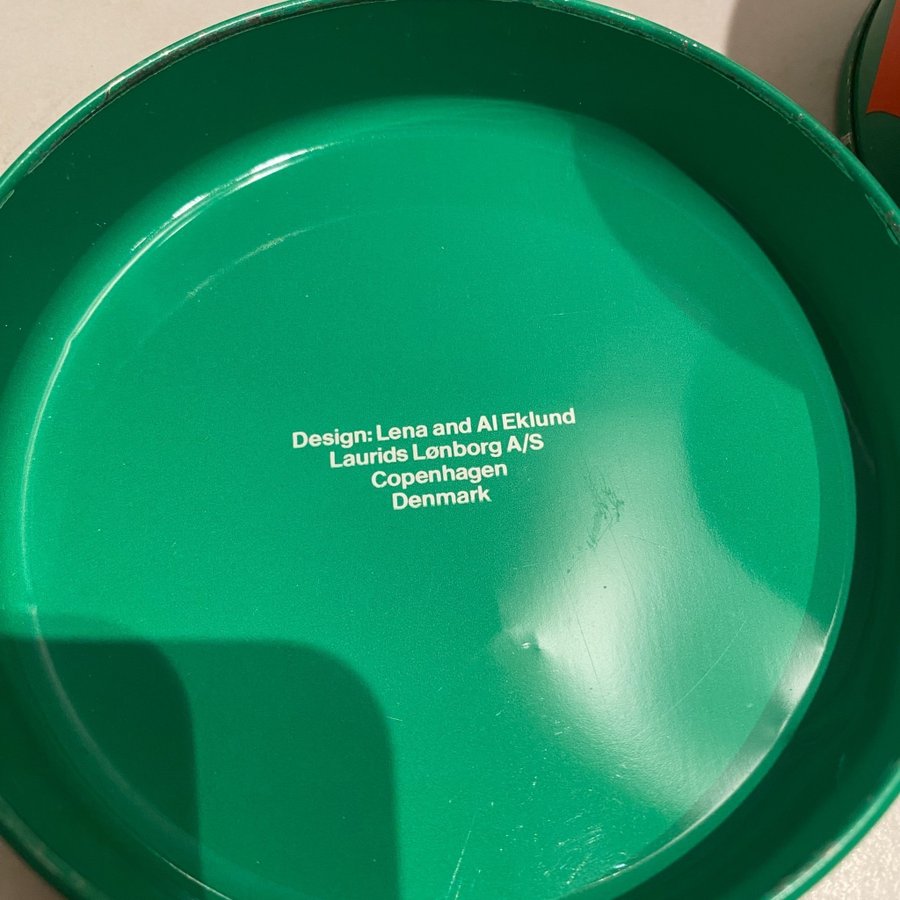 Design: Lena and Al Eklund
Laurids Lønborg A/S
Copenhagen
Denmark